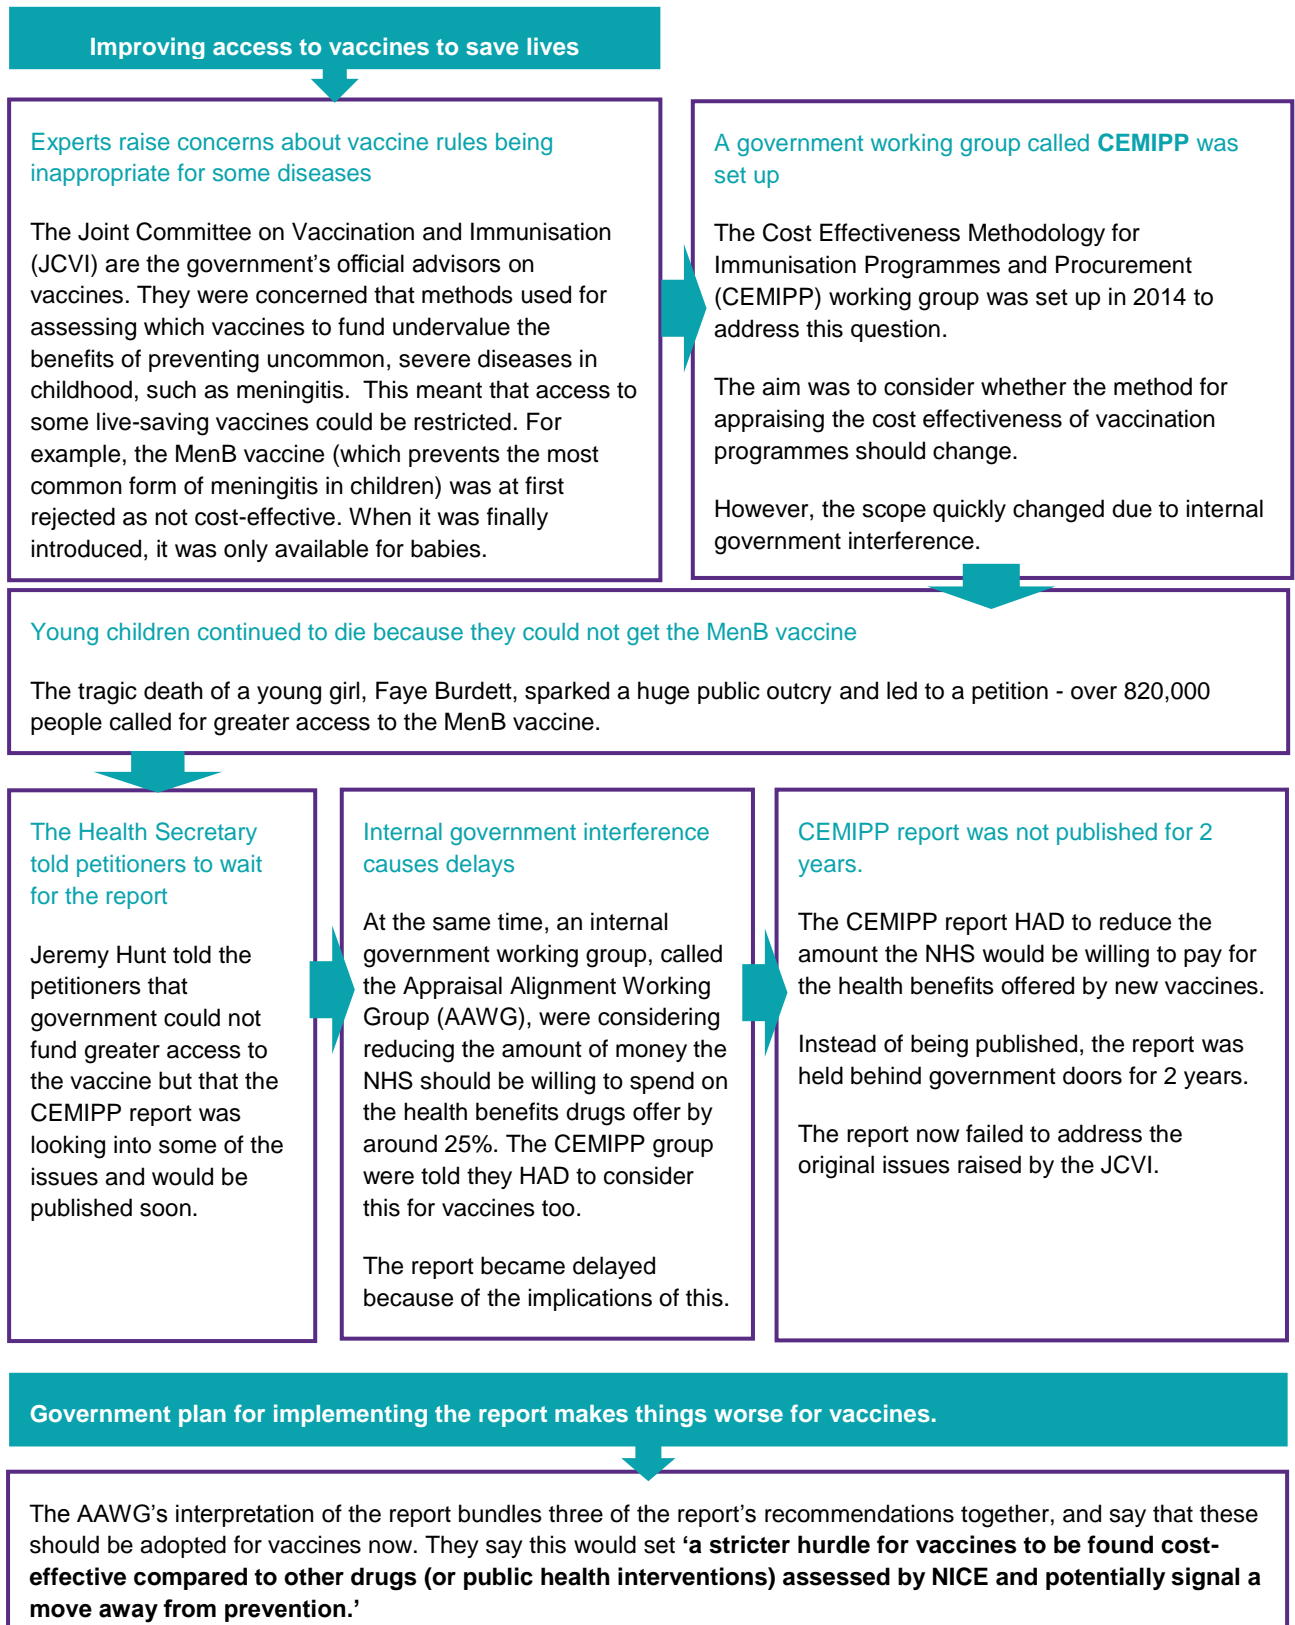 Improving access to vaccines to save lives
Experts raise concerns about vaccine rules being
inappropriate for some diseases
The Joint Committee on Vaccination and Immunisation
(JCVI) are the government's official advisors on
vaccines. They were concerned that methods used for
assessing which vaccines to fund undervalue the
benefits of preventing uncommon, severe diseases in
childhood, such as meningitis.  This meant that access to
some live-saving vaccines could be restricted. For
example, the MenB vaccine (which prevents the most
common form of meningitis in children) was at first
rejected as not cost-effective. When it was finally
introduced, it was only available for babies.
A government working group called CEMIPP was
set up
The Cost Effectiveness Methodology for
Immunisation Programmes and Procurement
(CEMIPP) working group was set up in 2014 to
address this question.
The aim was to consider whether the method for
appraising the cost effectiveness of vaccination
programmes should change.
However, the scope quickly changed due to internal
government interference.
Young children continued to die because they could not get the MenB vaccine
The tragic death of a young girl, Faye Burdett, sparked a huge public outcry and led to a petition - over 820,000
people called for greater access to the MenB vaccine.
The Health Secretary
told petitioners to wait
for the report
Jeremy Hunt told the
petitioners that
government could not
fund greater access to
the vaccine but that the
CEMIPP report was
looking into some of the
issues and would be
published soon.
Internal government interference
causes delays
At the same time, an internal
government working group, called
the Appraisal Alignment Working
Group (AAWG), were considering
reducing the amount of money the
NHS should be willing to spend on
the health benefits drugs offer by
around 25%. The CEMIPP group
were told they HAD to consider
this for vaccines too.
The report became delayed
because of the implications of this.
CEMIPP report was not published for 2
years.
The CEMIPP report HAD to reduce the
amount the NHS would be willing to pay for
the health benefits offered by new vaccines.
Instead of being published, the report was
held behind government doors for 2 years.
The report now failed to address the
original issues raised by the JCVI.
Government plan for implementing the report makes things worse for vaccines.
The AAWG's interpretation of the report bundles three of the report's recommendations together, and say that these
should be adopted for vaccines now. They say this would set 'a stricter hurdle for vaccines to be found cost-
effective compared to other drugs (or public health interventions) assessed by NICE and potentially signal a
move away from prevention.'